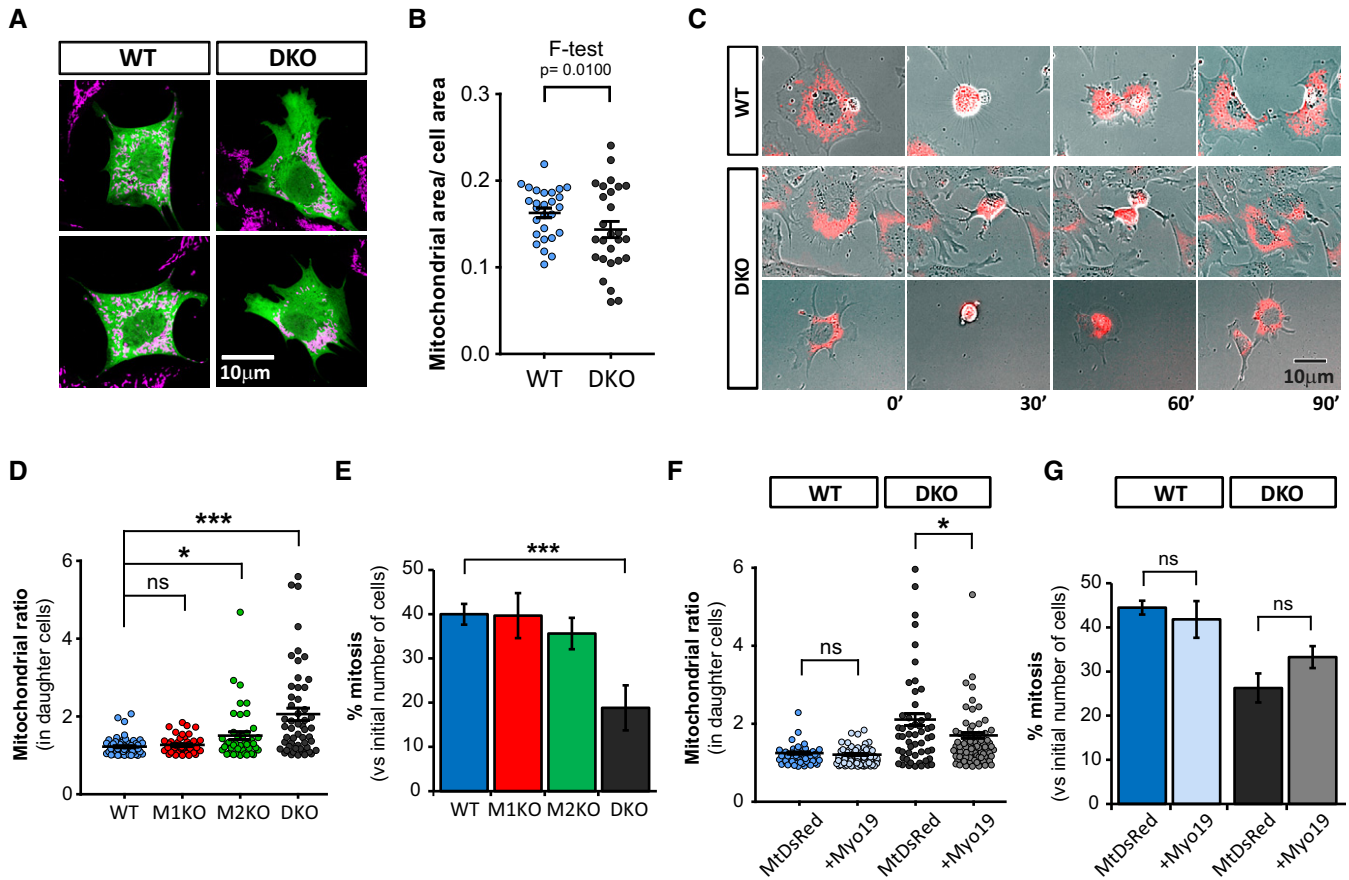 A
WT
DKO
10μm
B
F-test
p= 0.0100
Mitochondrial area/ cell area
0.3
0.2
0.1
0.0
WT
DKO
C
WT
DKO
10μm
0'
30'
60'
90'
D
***
*
ns
Mitochondrial ratio
(in daughter cells)
6
4
2
0
WT
M1KO
M2KO
DKO
E
***
% mitosis
(vs initial number of cells)
50
40
30
20
10
0
WT
M1KO
M2KO
DKO
F
WT
DKO
*
ns
Mitochondrial ratio
(in daughter cells)
6
4
2
0
MtDsRed
+Myo19
MtDsRed
+Myo19
G
WT
DKO
ns
ns
% mitosis
(vs initial number of cells)
50
40
30
20
10
0
MtDsRed
+Myo19
MtDsRed
+Myo19